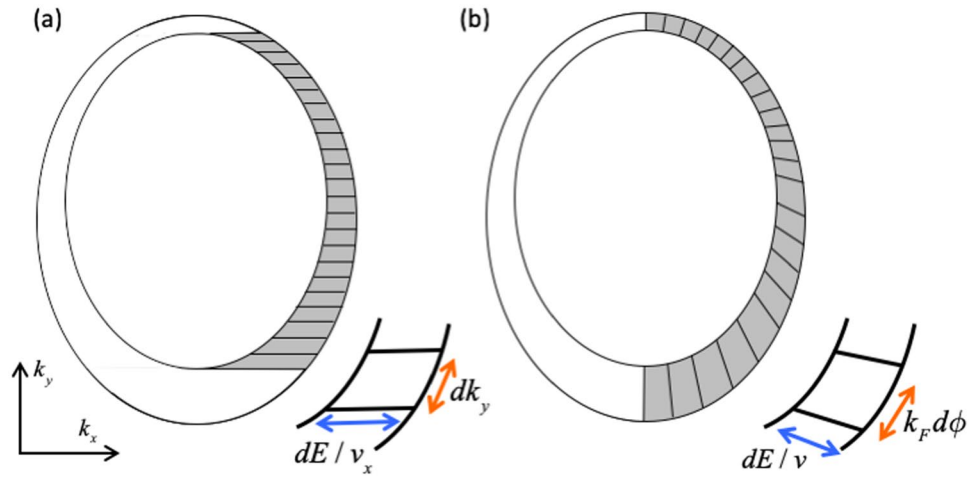 (a)
(b)
k_y
k_x
dk_y
dE / v_x
k_F dϕ
dE / v